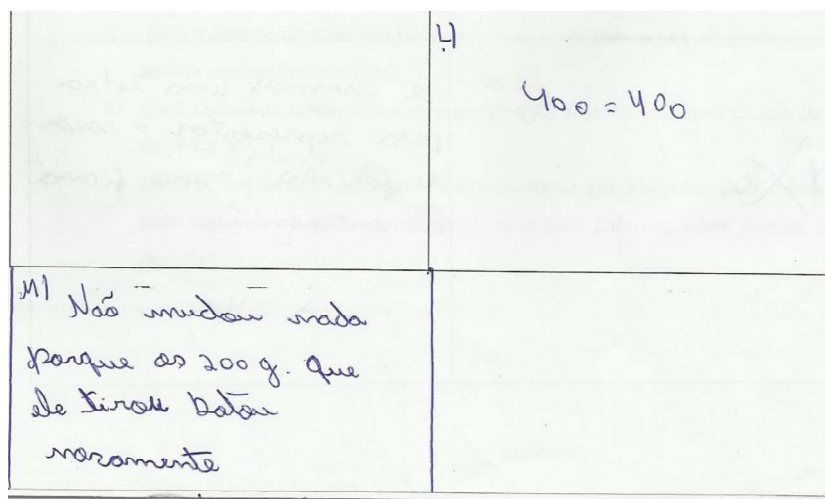 4
400 = 400
M) Não mudou nada
porque os 200 g. que
ele tirou botou
novamente